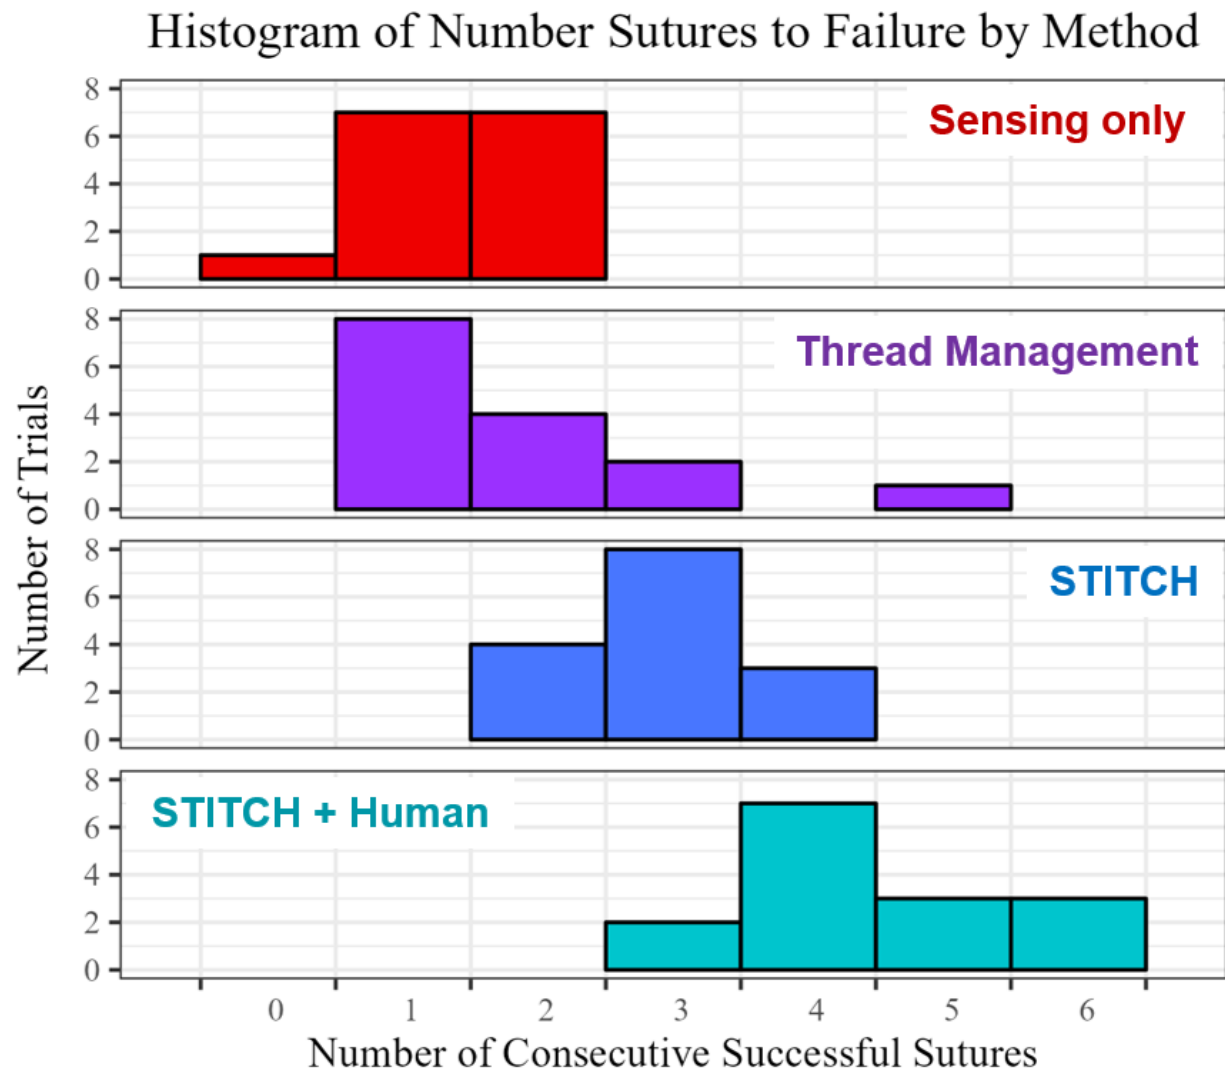 Histogram of Number Sutures to Failure by Method
Number of Trials
8
6
4
2
0
Sensing only
8
6
4
2
0
Thread Management
8
6
4
2
0
STITCH
8
6
4
2
0
STITCH + Human
0 1 2 3 4 5 6
Number of Consecutive Successful Sutures